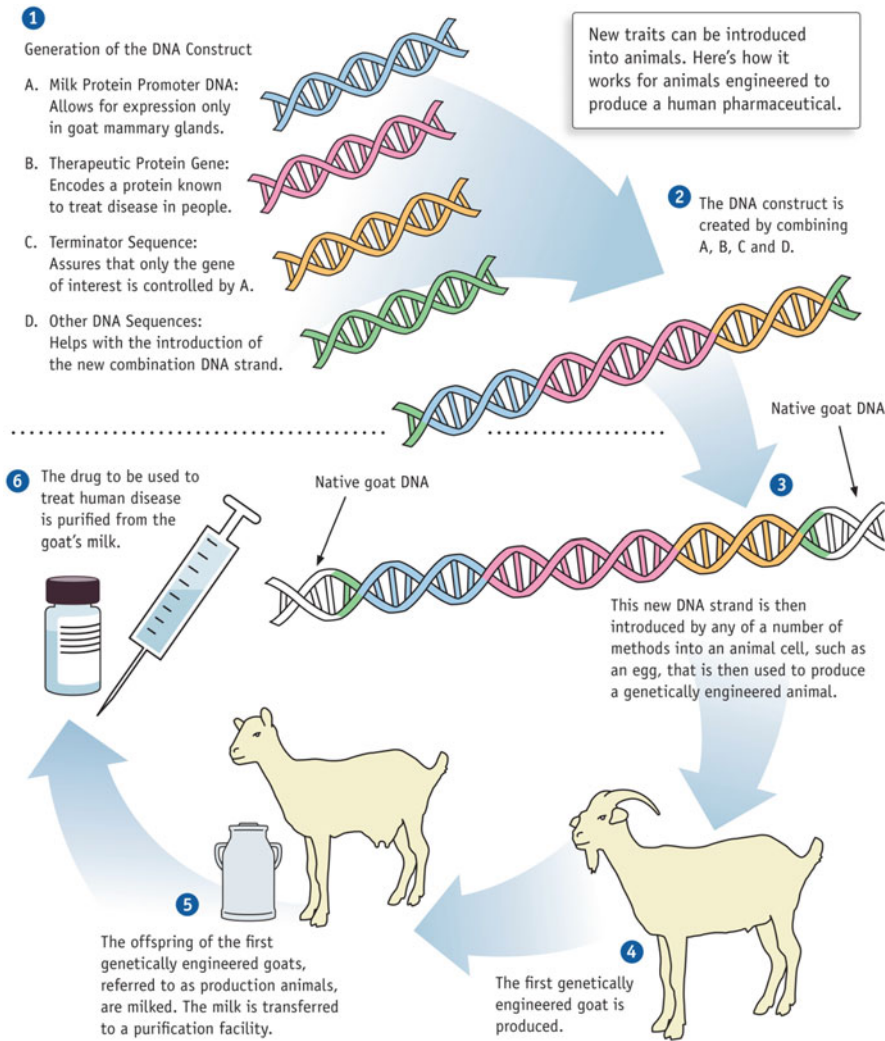 1
Generation of the DNA Construct
A. Milk Protein Promoter DNA:
Allows for expression only
in goat mammary glands.
B. Therapeutic Protein Gene:
Encodes a protein known
to treat disease in people.
C. Terminator Sequence:
Assures that only the gene
of interest is controlled by A.
D. Other DNA Sequences:
Helps with the introduction of
the new combination DNA strand.
New traits can be introduced
into animals. Here’s how it
works for animals engineered to
produce a human pharmaceutical.
2
The DNA construct is
created by combining
A, B, C and D.
Native goat DNA
3
Native goat DNA
This new DNA strand is then
introduced by any of a number of
methods into an animal cell, such as
an egg, that is then used to produce
a genetically engineered animal.
4
The first genetically
engineered goat is
produced.
5
The offspring of the first
genetically engineered goats,
referred to as production animals,
are milked. The milk is transferred
to a purification facility.
6
The drug to be used to
treat human disease
is purified from the
goat’s milk.